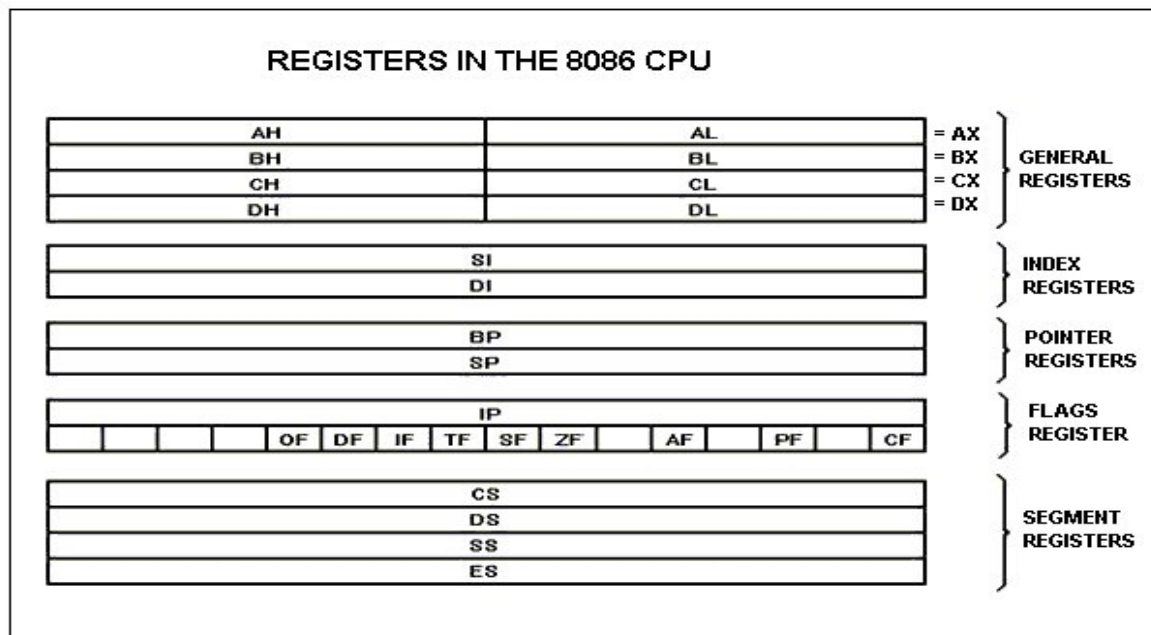 REGISTERS IN THE 8086 CPU
AH AL = AX
BH BL = BX
CH CL = CX
DH DL = DX
GENERAL
REGISTERS
SI
DI
INDEX
REGISTERS
BP
SP
POINTER
REGISTERS
IP
OF DF IF TF SF ZF AF PF CF
FLAGS
REGISTER
CS
DS
SS
ES
SEGMENT
REGISTERS